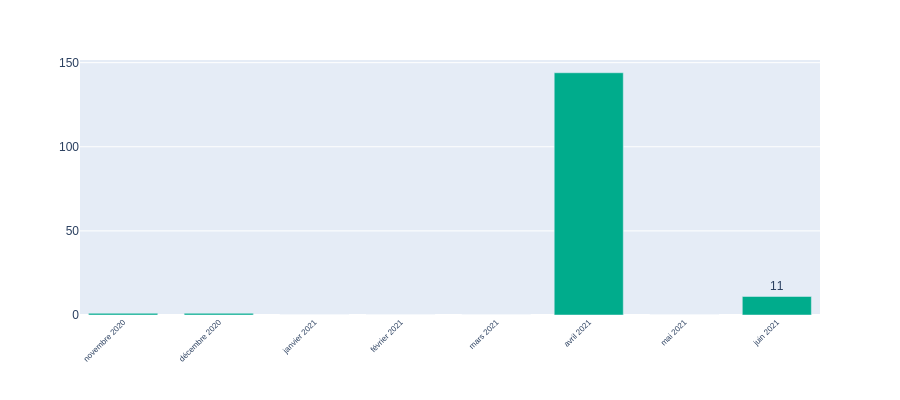 150
100
50
0
11
novembre 2020
décembre 2020
janvier 2021
février 2021
mars 2021
avril 2021
mai 2021
juin 2021